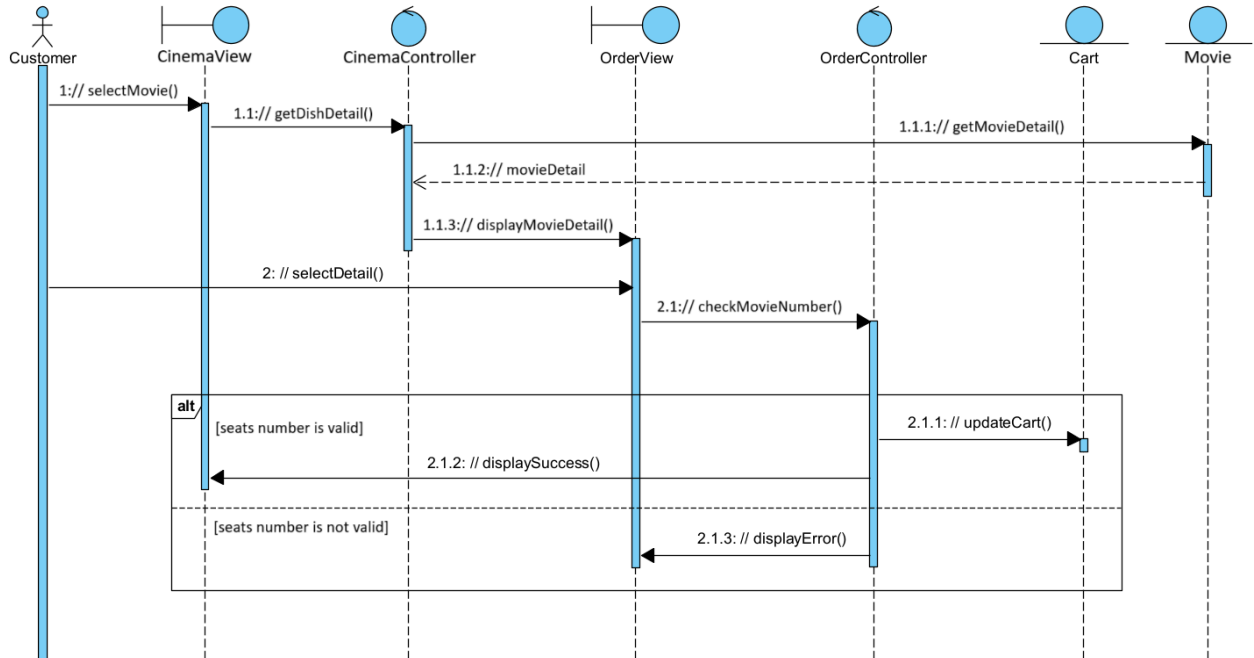 Customer
CinemaView
CinemaController
OrderView
OrderController
Cart
Movie
1:// selectMovie()
1.1:// getDishDetail()
1.1.1:// getMovieDetail()
1.1.2:// movieDetail
1.1.3:// displayMovieDetail()
2: // selectDetail()
2.1:// checkMovieNumber()
alt
[seats number is valid]
2.1.1: // updateCart()
2.1.2: // displaySuccess()
[seats number is not valid]
2.1.3: // displayError()